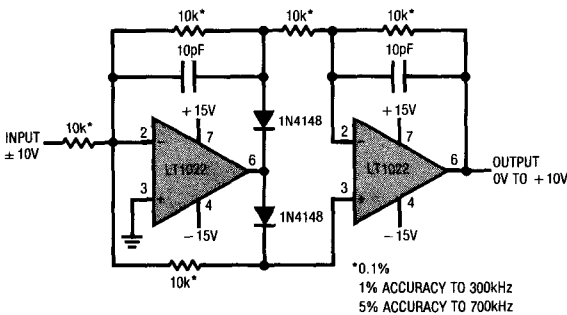 10k* 10k* 10k*
10pF 10pF
+15V 1N4148 +15V
INPUT
±10V
10k*
2 7 6
LT1022
3 4
-15V
1N4148
2 7 6
LT1022
3 4
-15V
OUTPUT
0V TO +10V
10k*
*0.1%
1% ACCURACY TO 300kHz
5% ACCURACY TO 700kHz